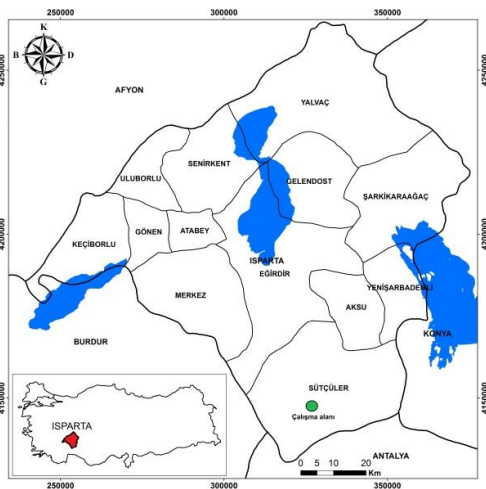 250000 300000 350000
K
B D
G
4250000 4250000
AFYON
YALVAÇ
SENİRKENT
ULUBORLU
GELENDOST
ŞARKİKARAAĞAÇ
KEÇİBORLU
GÖNEN
ATABEY
4200000 4200000
ISPARTA
EĞİRDİR
MERKEZ
YENİŞARBADEMLİ
AKSU
BURDUR
KONYA
SÜTÇÜLER
Çalışma alanı
4150000 4150000
ISPARTA
ANTALYA
0 5 10 20
Km
250000 300000 350000